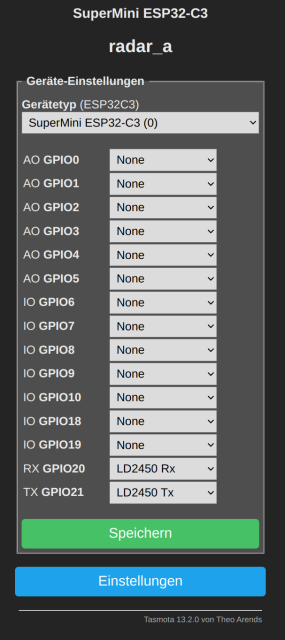 SuperMini ESP32-C3
radar_a
Geräte-Einstellungen
Gerätetyp (ESP32C3)
SuperMini ESP32-C3 (0)
AO GPIO0 None
AO GPIO1 None
AO GPIO2 None
AO GPIO3 None
AO GPIO4 None
AO GPIO5 None
IO GPIO6 None
IO GPIO7 None
IO GPIO8 None
IO GPIO9 None
IO GPIO10 None
IO GPIO18 None
IO GPIO19 None
RX GPIO20 LD2450 Rx
TX GPIO21 LD2450 Tx
Speichern
Einstellungen
Tasmota 13.2.0 von Theo Arends